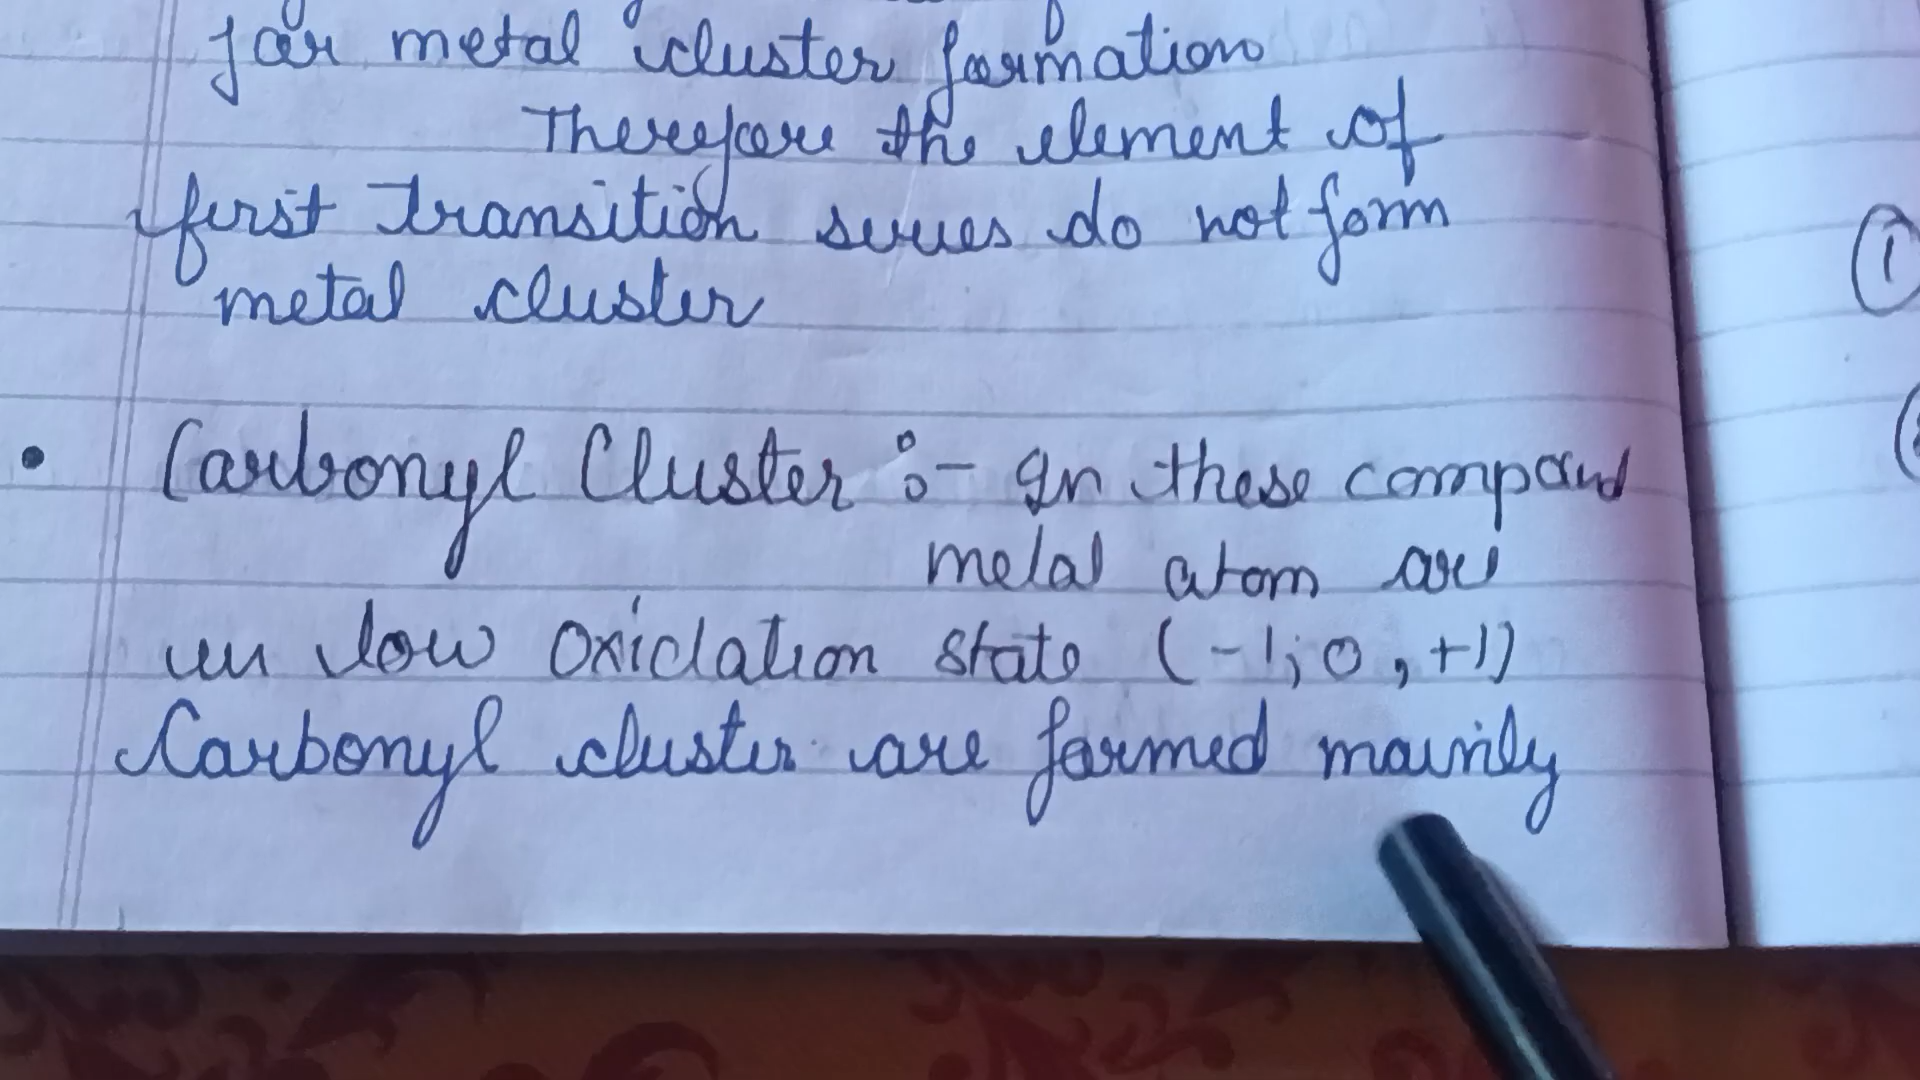 for metal cluster formation
Therefore the element of
first transition series do not form
metal cluster
• Carbonyl Cluster :- In these compound
metal atom are
in low oxidation state (-1, 0, +1)
Carbonyl cluster are formed mainly
1